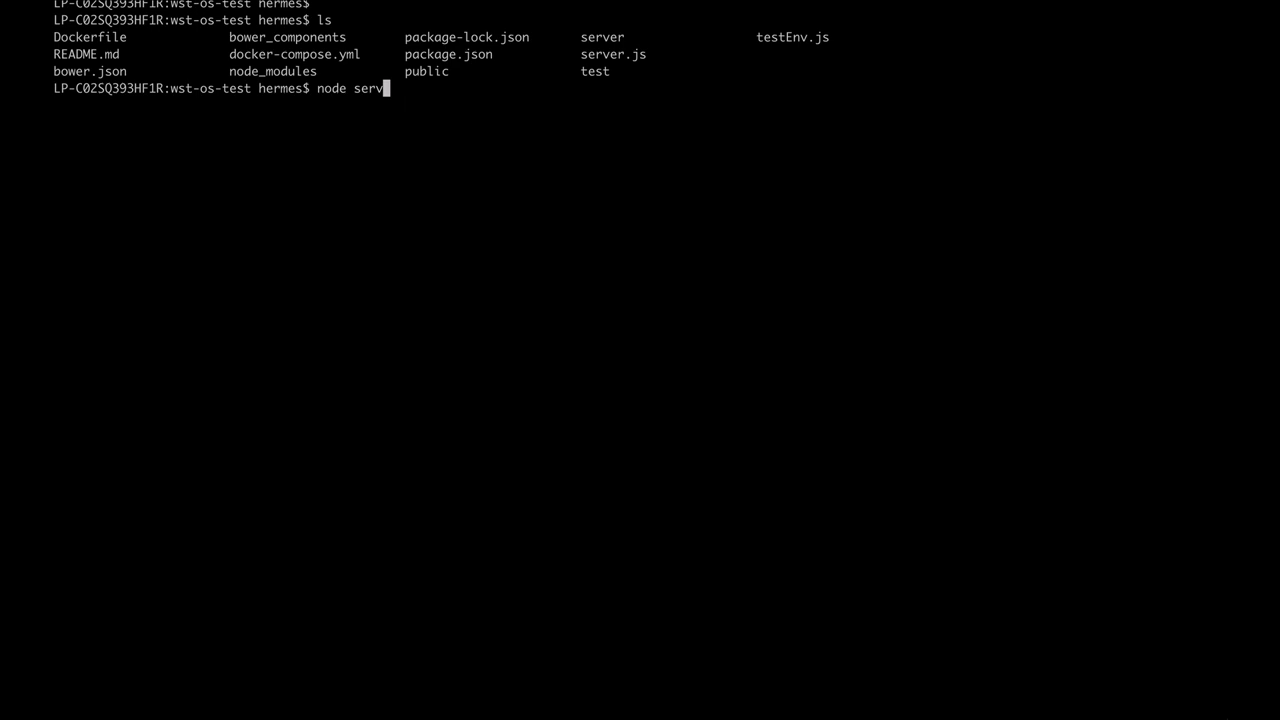 LP-C02SQ393HF1R:wst-os-test hermes$
LP-C02SQ393HF1R:wst-os-test hermes$ ls
Dockerfile bower_components package-lock.json server testEnv.js
README.md docker-compose.yml package.json server.js
bower.json node_modules public test
LP-C02SQ393HF1R:wst-os-test hermes$ node serv